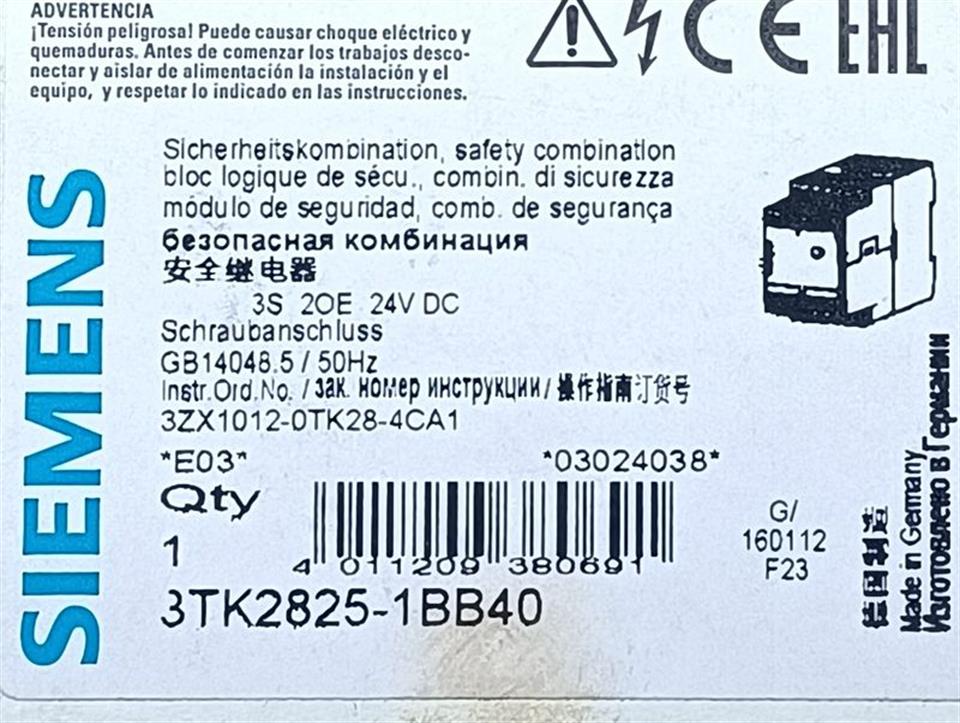 ADVERTENCIA
¡Tensión peligrosa! Puede causar choque eléctrico y
quemaduras. Antes de comenzar los trabajos desco-
nectar y aislar de alimentación la instalación y el
equipo, y respetar lo indicado en las instrucciones.
CE EAC
SIEMENS
Sicherheitskombination, safety combination
bloc logique de sécu., combin. di sicurezza
módulo de seguridad, comb. de segurança
безопасная комбинация
安全继电器
3S 2OE 24V DC
Schraubanschluss
GB14048.5 / 50Hz
Instr.Ord.No. / зак. номер инструкции / 操作指南订货号
3ZX1012-0TK28-4CA1
*E03* *03024038*
Qty
1
4 011209 380691
3TK2825-1BB40
G/
160112
F23
德国制造
Made in Germany
Изготовлено в Германии